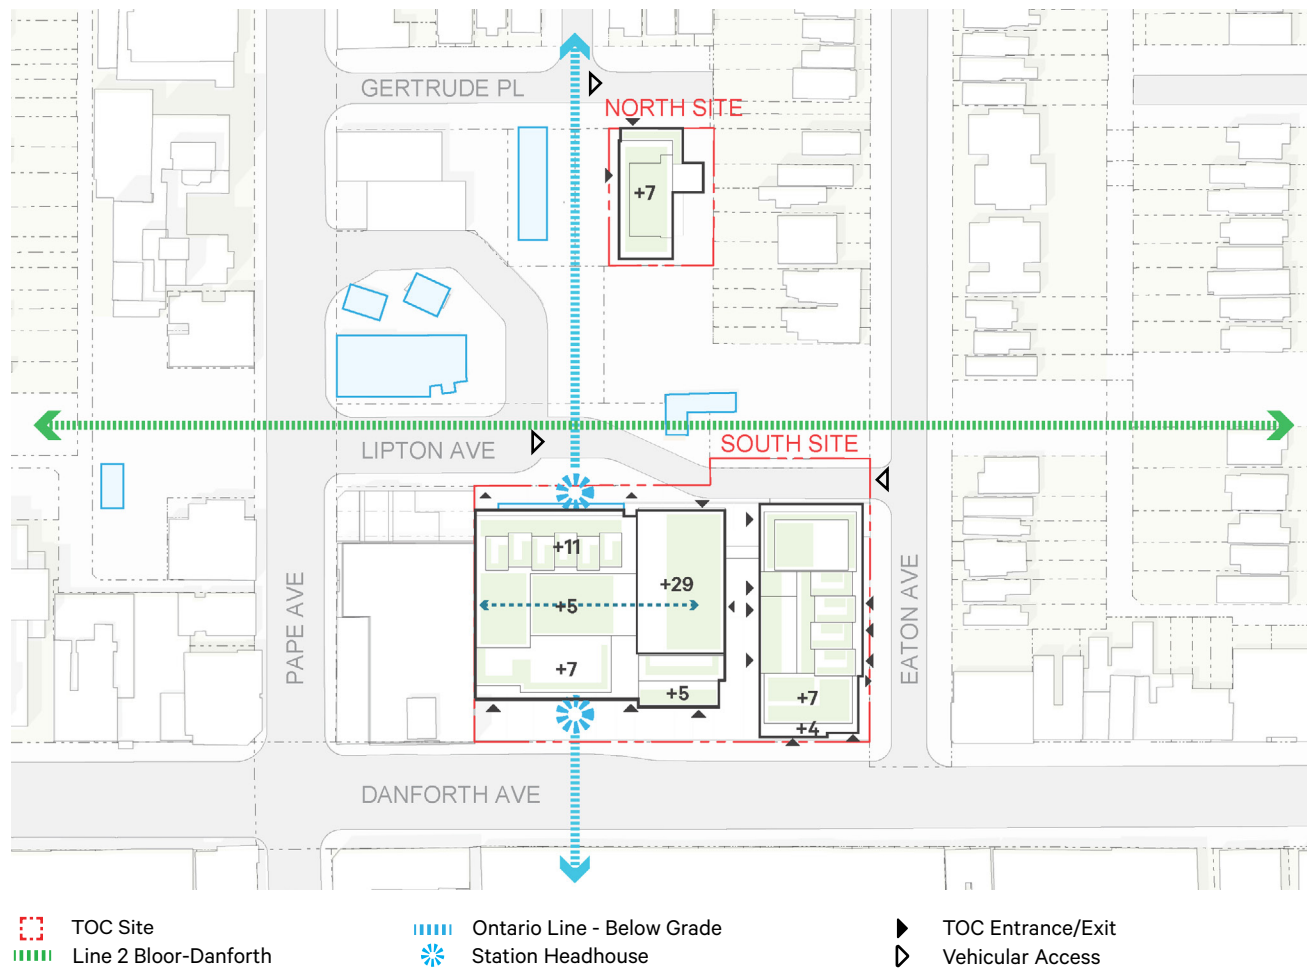 GERTRUDE PL
NORTH SITE
+7
SOUTH SITE
LIPTON AVE
+11
+29
+5
+7
+5
+7
+4
PAPE AVE
EATON AVE
DANFORTH AVE
TOC Site
Line 2 Bloor-Danforth
Ontario Line - Below Grade
Station Headhouse
TOC Entrance/Exit
Vehicular Access